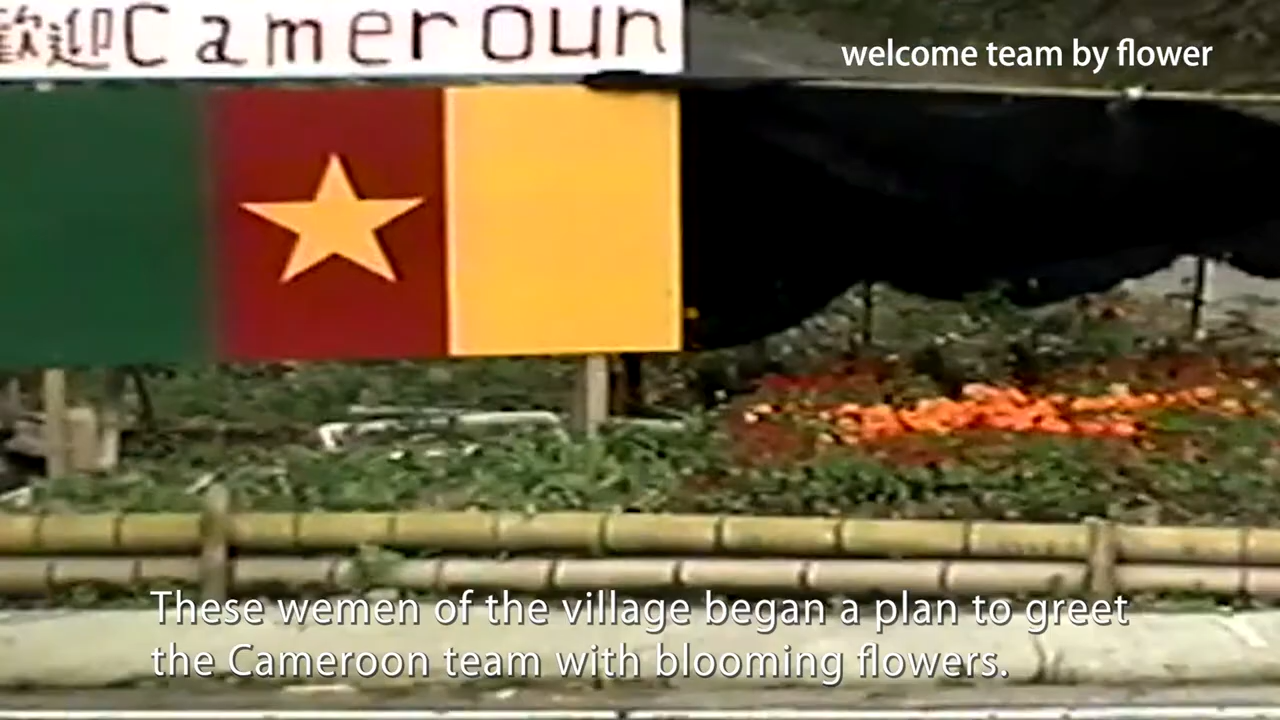 歓迎Cameroun
welcome team by flower
These wemen of the village began a plan to greet
the Cameroon team with blooming flowers.